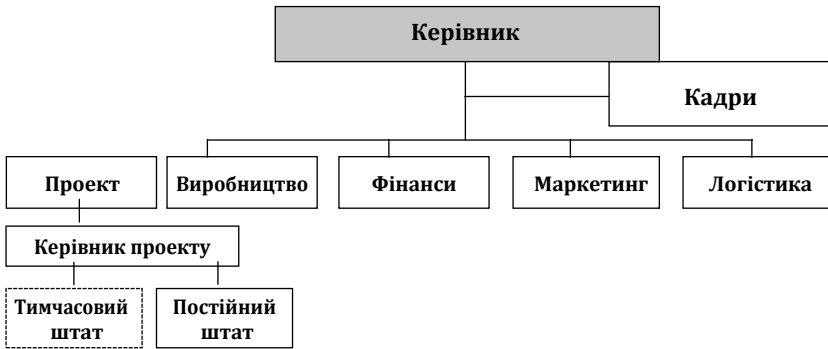 Керівник
Кадри
Проект
Виробництво
Фінанси
Маркетинг
Логістика
Керівник проекту
Тимчасовий
штат
Постійний
штат